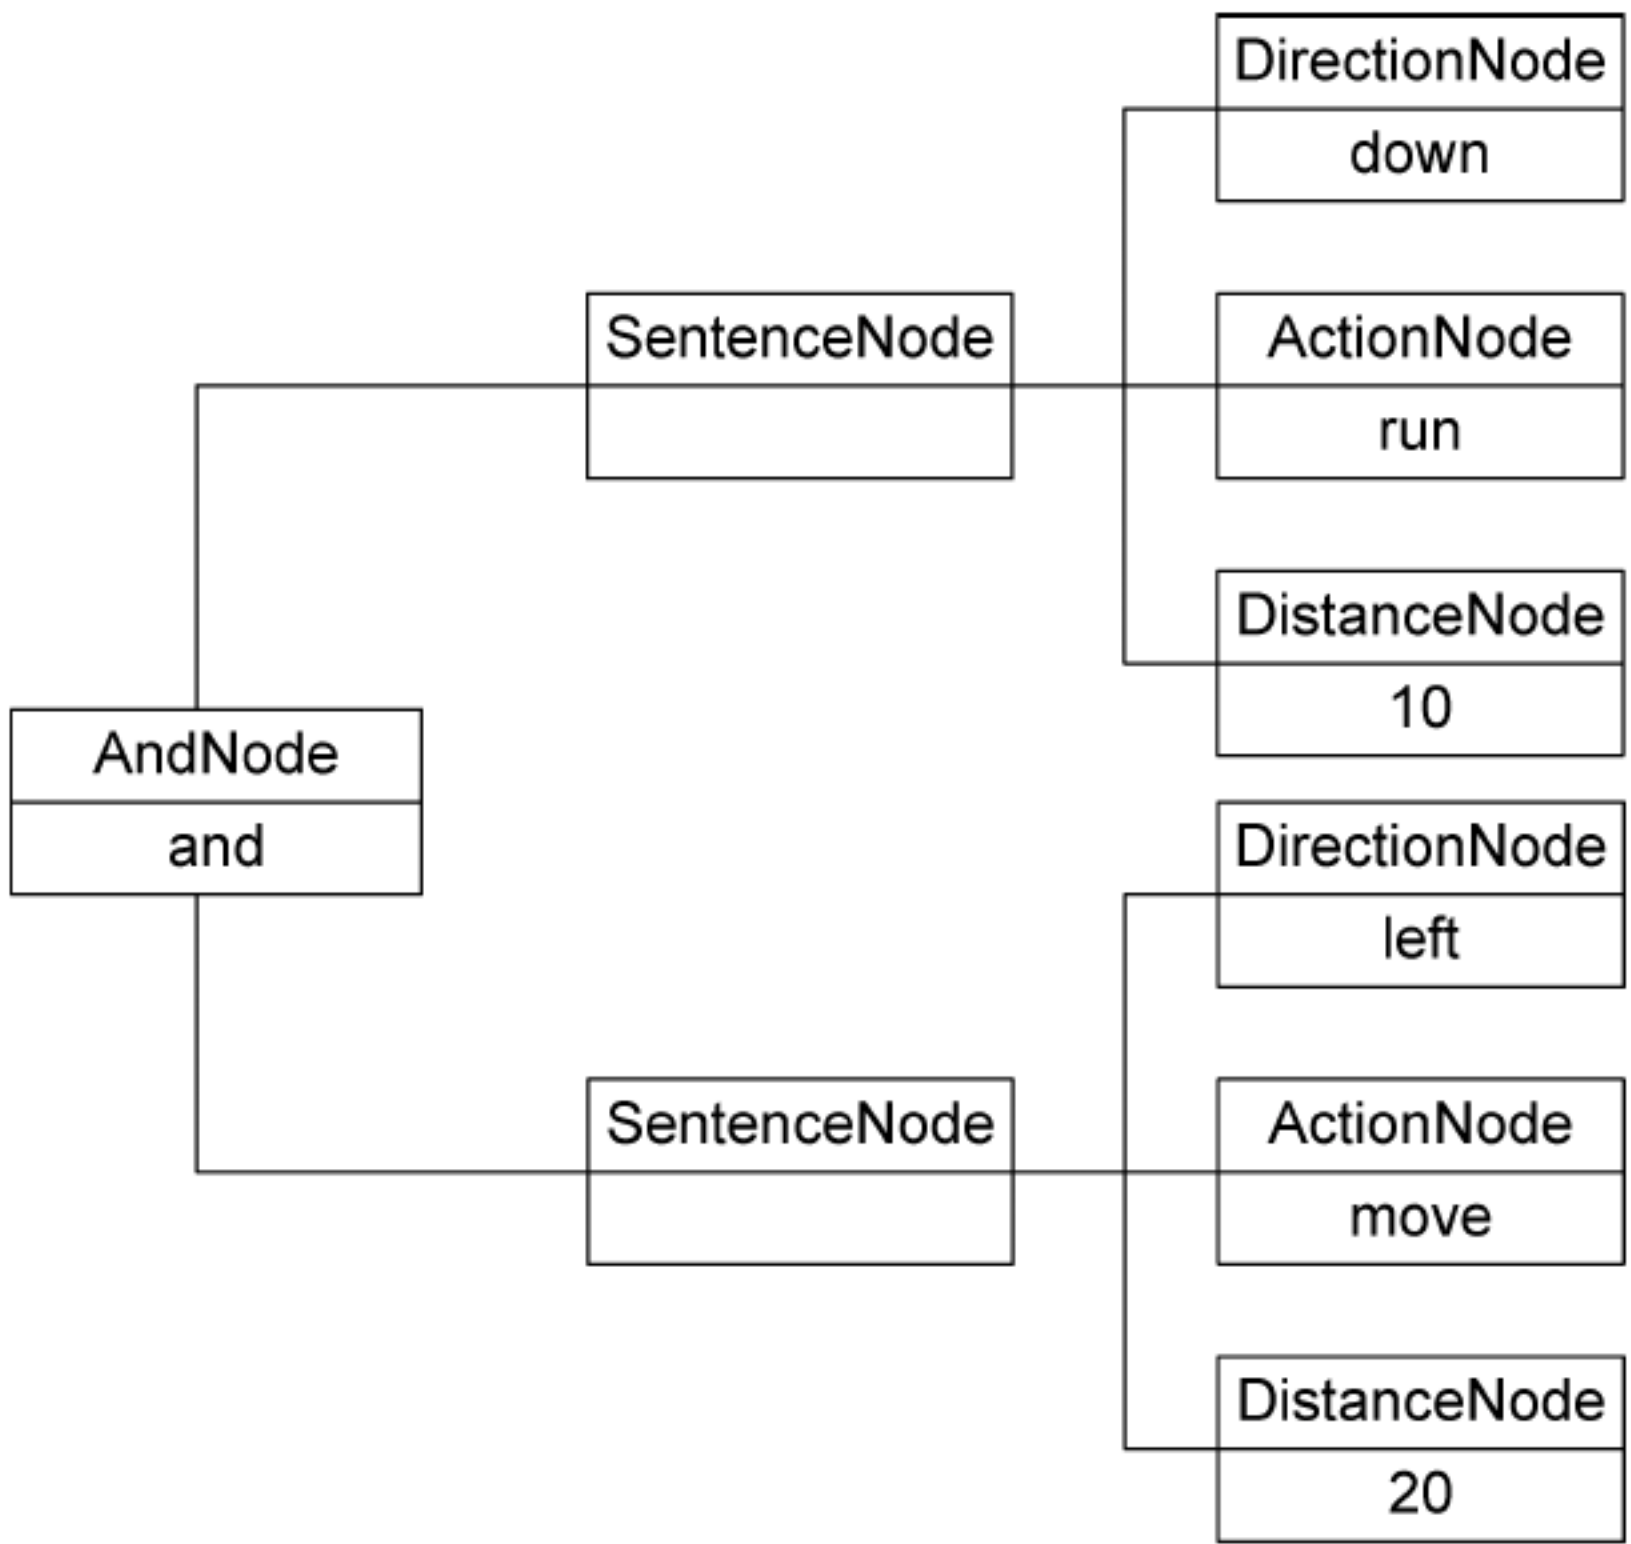 DirectionNode
down
SentenceNode
ActionNode
run
DistanceNode
10
AndNode
and
DirectionNode
left
SentenceNode
ActionNode
move
DistanceNode
20